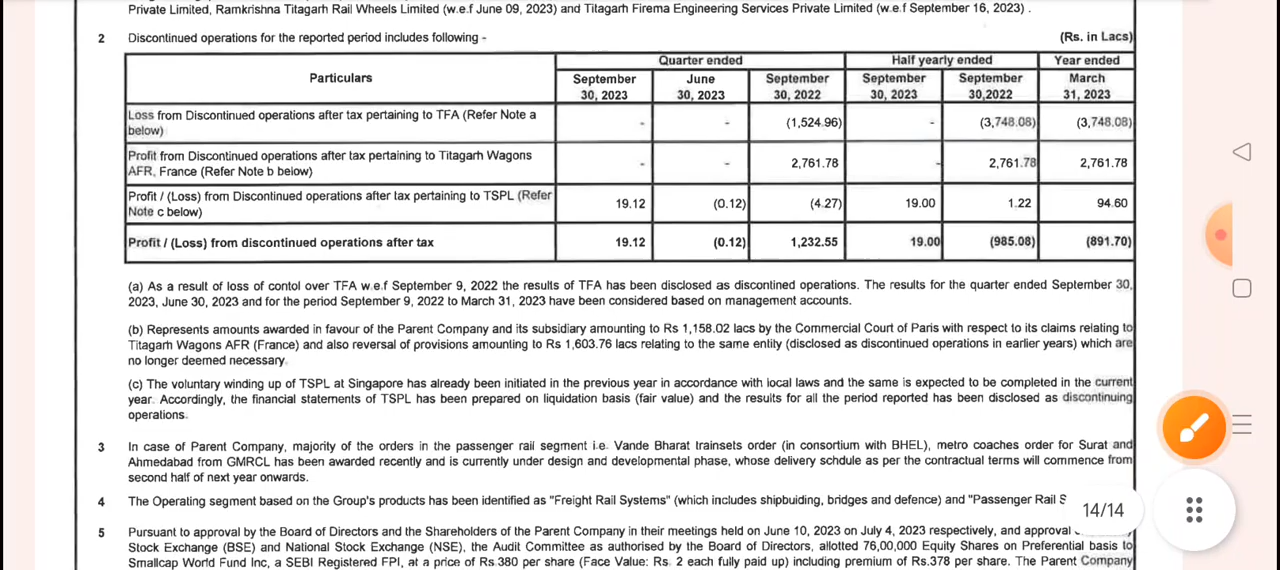 Private Limited, Ramkrishna Titagarh Rail Wheels Limited (w.e.f June 09, 2023) and Titagarh Firema Engineering Services Private Limited (w.e.f September 16, 2023) .
2 Discontinued operations for the reported period includes following - (Rs. in Lacs)
Particulars Quarter ended Half yearly ended Year ended
September 30, 2023 June 30, 2023 September 30, 2022 September 30, 2023 September 30,2022 March 31, 2023
Loss from Discontinued operations after tax pertaining to TFA (Refer Note a
below) - - (1,524.96) - (3,748.08) (3,748.08)
Profit from Discontinued operations after tax pertaining to Titagarh Wagons
AFR, France (Refer Note b below) - - 2,761.78 - 2,761.78 2,761.78
Profit / (Loss) from Discontinued operations after tax pertaining to TSPL (Refer
Note c below) 19.12 (0.12) (4.27) 19.00 1.22 94.60
Profit / (Loss) from discontinued operations after tax 19.12 (0.12) 1,232.55 19.00 (985.08) (891.70)
(a) As a result of loss of contol over TFA w.e.f September 9, 2022 the results of TFA has been disclosed as discontined operations. The results for the quarter ended September 30,
2023, June 30, 2023 and for the period September 9, 2022 to March 31, 2023 have been considered based on management accounts.
(b) Represents amounts awarded in favour of the Parent Company and its subsidiary amounting to Rs 1,158.02 lacs by the Commercial Court of Paris with respect to its claims relating to
Titagarh Wagons AFR (France) and also reversal of provisions amounting to Rs 1,603.76 lacs relating to the same entity (disclosed as discontinued operations in earlier years) which are
no longer deemed necessary.
(c) The voluntary winding up of TSPL at Singapore has already been initiated in the previous year in accordance with local laws and the same is expected to be completed in the current
year. Accordingly, the financial statements of TSPL has been prepared on liquidation basis (fair value) and the results for all the period reported has been disclosed as discontinuing
operations.
3 In case of Parent Company, majority of the orders in the passenger rail segment i.e. Vande Bharat trainsets order (in consortium with BHEL), metro coaches order for Surat and
Ahmedabad from GMRCL has been awarded recently and is currently under design and developmental phase, whose delivery schdule as per the contractual terms will commence from
second half of next year onwards.
4 The Operating segment based on the Group's products has been identified as "Freight Rail Systems" (which includes shipbuiding, bridges and defence) and "Passenger Rail S
14/14
5 Pursuant to approval by the Board of Directors and the Shareholders of the Parent Company in their meetings held on June 10, 2023 on July 4, 2023 respectively, and approval
Stock Exchange (BSE) and National Stock Exchange (NSE), the Audit Committee as authorised by the Board of Directors, allotted 76,00,000 Equity Shares on Preferential basis to
Smallcap World Fund Inc, a SEBI Registered FPI, at a price of Rs.380 per share (Face Value: Rs. 2 each fully paid up) including premium of Rs.378 per share. The Parent Company